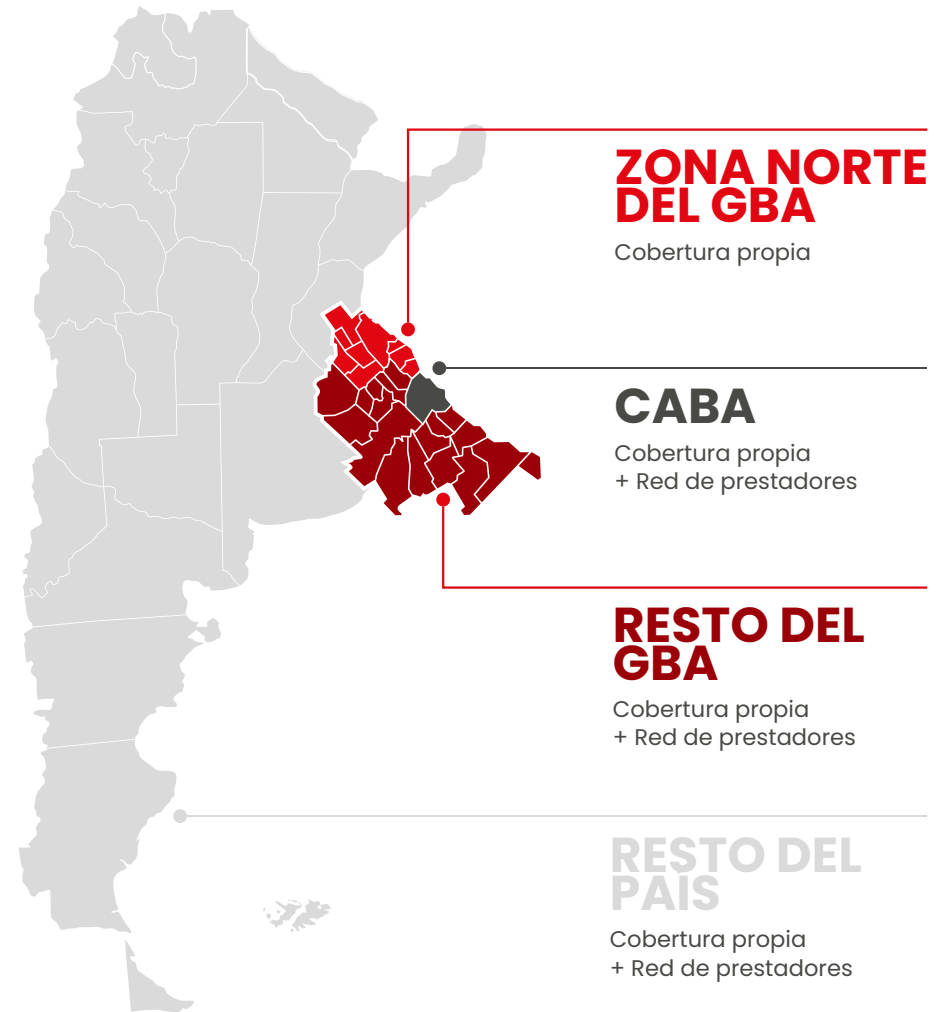 ZONA NORTE
DEL GBA
Cobertura propia
CABA
Cobertura propia
+ Red de prestadores
RESTO DEL
GBA
Cobertura propia
+ Red de prestadores
RESTO DEL
PAÍS
Cobertura propia
+ Red de prestadores